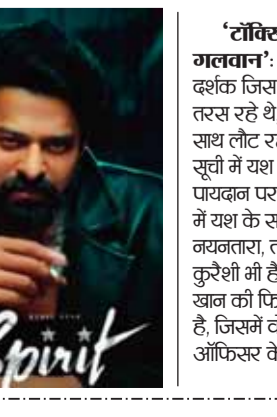 Spirit
'टॉक्सि
गलवान':
दर्शक जिस
तरस रहे थे
साथ लौट र
सूची में यश
पायदान पर
में यश के स
नयनतारा, त
कुरैशी भी है
खान की फि
है, जिसमें वे
ऑफिसर के